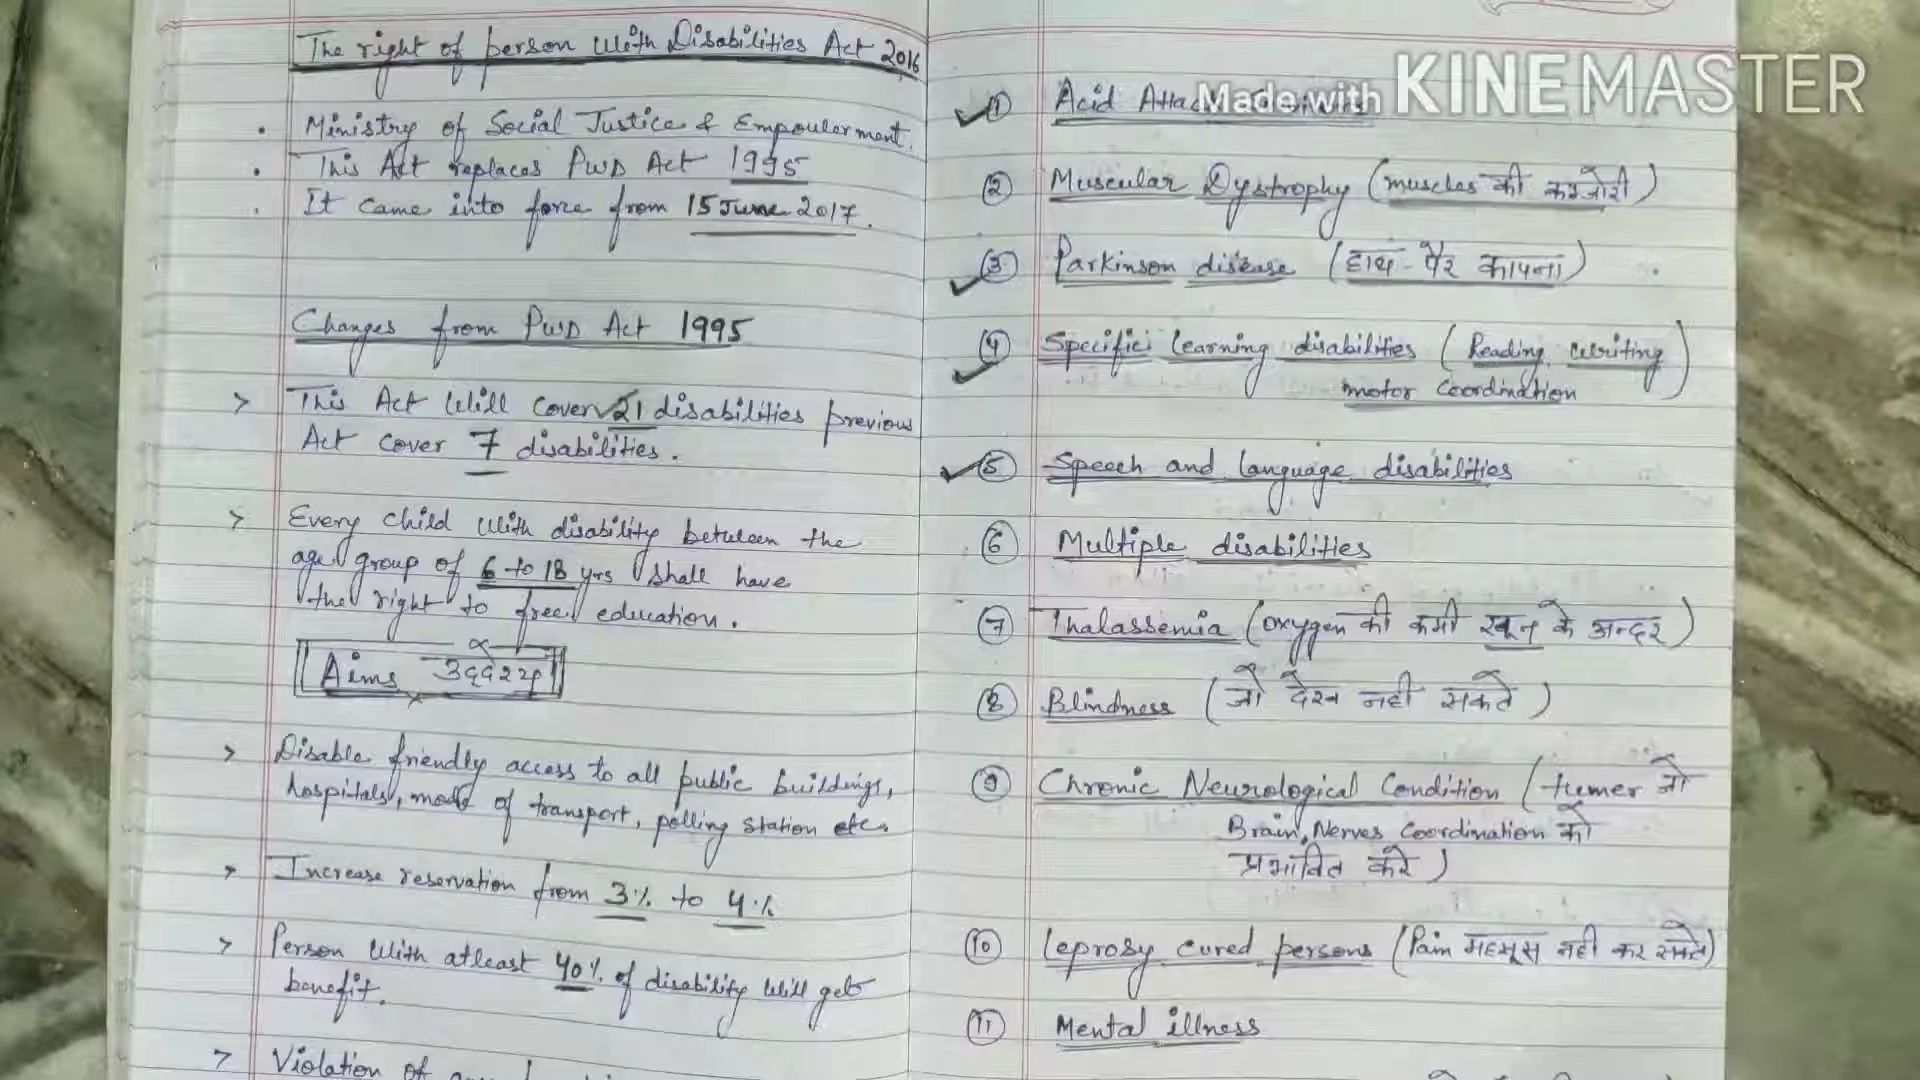 The right of person with Disabilities Act 2016
. Ministry of Social Justice & Empowerment.
. This Act replaces PwD Act 1995
. It came into force from 15 June 2017.
Changes from PwD Act 1995
> This Act will cover 21 disabilities previous
Act cover 7 disabilities.
> Every child with disability between the
age group of 6 to 18 yrs shall have
the right to free education.
Aims उद्देश्य
> Disable friendly access to all public buildings,
hospitals, mode of transport, polling station etc.
> Increase reservation from 3% to 4%
> Person with atleast 40% of disability will get
benefit.
> Violation of
Made with KINEMASTER
① Acid Attack
② Muscular Dystrophy (muscles की कमजोरी)
③ Parkinson disease (हाथ-पैर कापना)
④ Specific learning disabilities (Reading, writing
motor coordination)
⑤ Speech and language disabilities
⑥ Multiple disabilities
⑦ Thalassemia (oxygen की कमी खून के अन्दर)
⑧ Blindness (जो देख नही सकते)
⑨ Chronic Neurological Condition (tumer जो
Brain, Nerves coordination को
प्रभावित करे)
⑩ leprosy cured persons (Pain महसूस नही कर सकते)
⑪ Mental illness